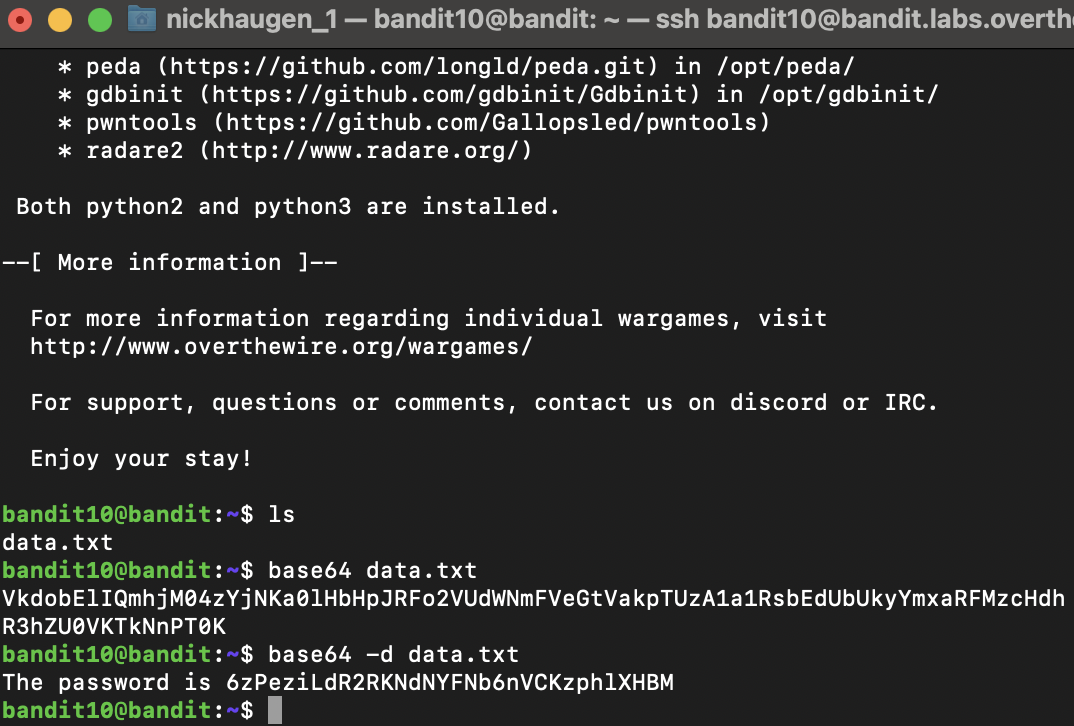 nickhaugen_1 — bandit10@bandit: ~ — ssh bandit10@bandit.labs.overthe
* peda (https://github.com/longld/peda.git) in /opt/peda/
* gdbinit (https://github.com/gdbinit/Gdbinit) in /opt/gdbinit/
* pwntools (https://github.com/Gallopsled/pwntools)
* radare2 (http://www.radare.org/)
Both python2 and python3 are installed.
--[ More information ]--
For more information regarding individual wargames, visit
http://www.overthewire.org/wargames/
For support, questions or comments, contact us on discord or IRC.
Enjoy your stay!
bandit10@bandit:~$ ls
data.txt
bandit10@bandit:~$ base64 data.txt
VkdobElIQmhjM04zYjNKa0lHbHpJRFo2VUdWNmFVeGtVakpTUzA1a1RsbEdUbUkyYmxaRFMzcHdh
R3hZU0VKTkNnPT0K
bandit10@bandit:~$ base64 -d data.txt
The password is 6zPeziLdR2RKNdNYFNb6nVCKzphlXHBM
bandit10@bandit:~$